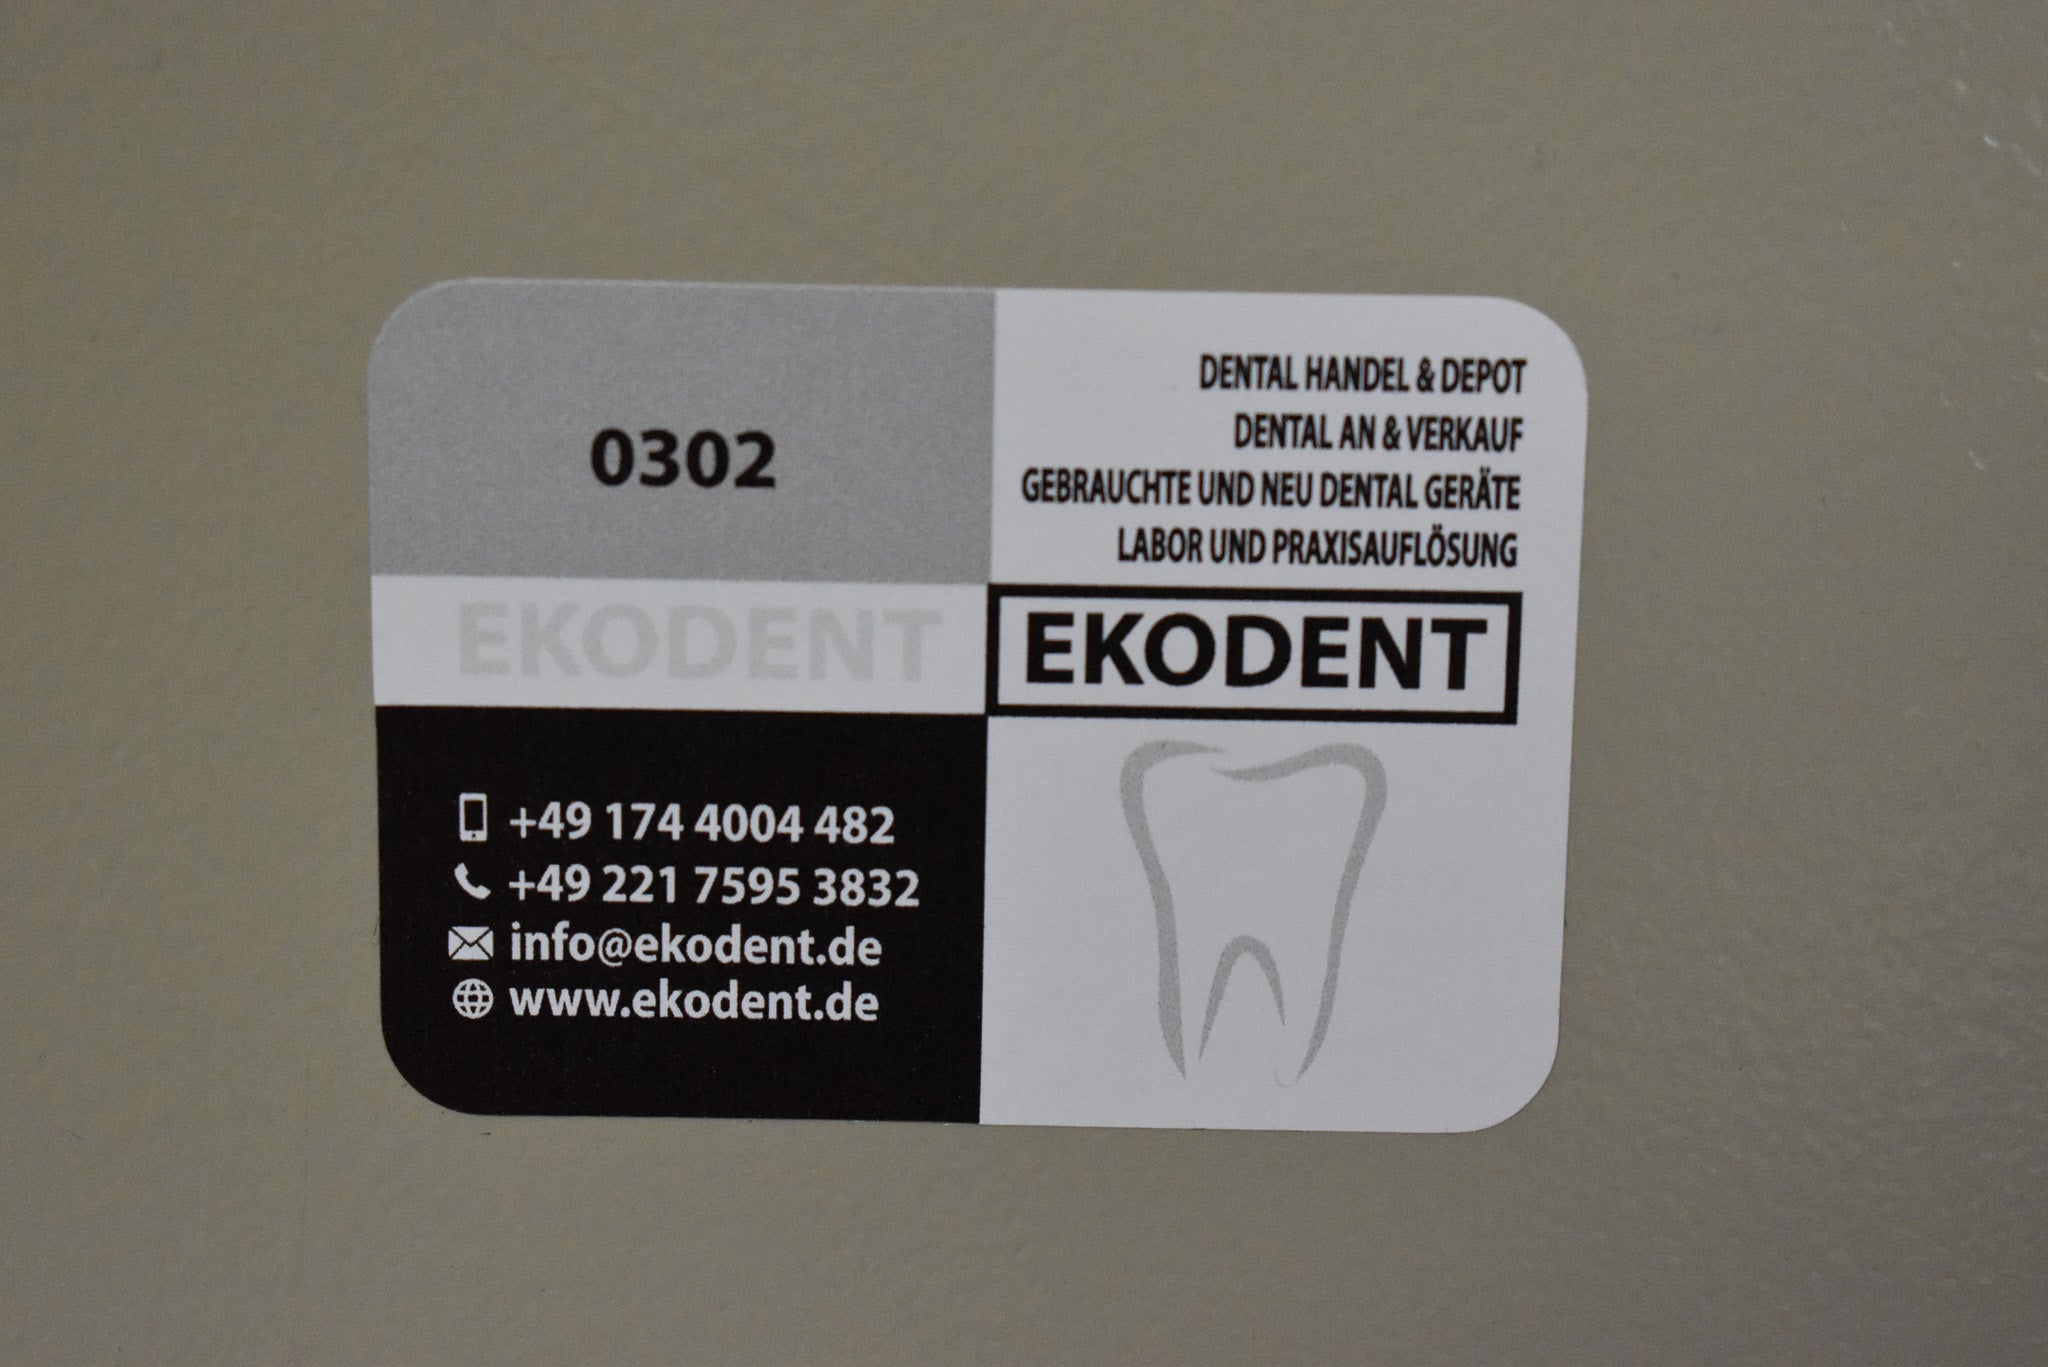 0302
EKODENT
+49 174 4004 482
+49 221 7595 3832
info@ekodent.de
www.ekodent.de
DENTAL HANDEL & DEPOT
DENTAL AN & VERKAUF
GEBRAUCHTE UND NEU DENTAL GERÄTE
LABOR UND PRAXISAUFLÖSUNG
EKODENT